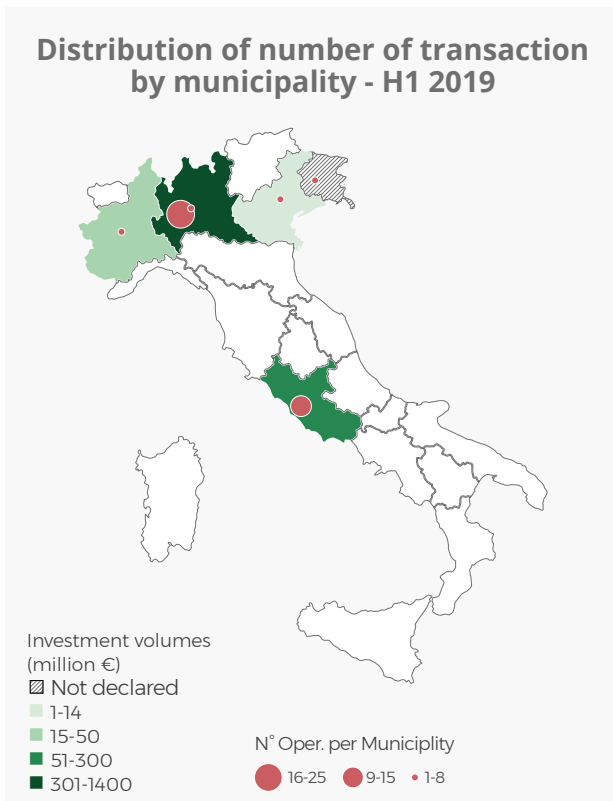 Distribution of number of transaction
by municipality - H1 2019
Investment volumes
(million €)
Not declared
1-14
15-50
51-300
301-1400
N° Oper. per Municiplity
16-25
9-15
1-8